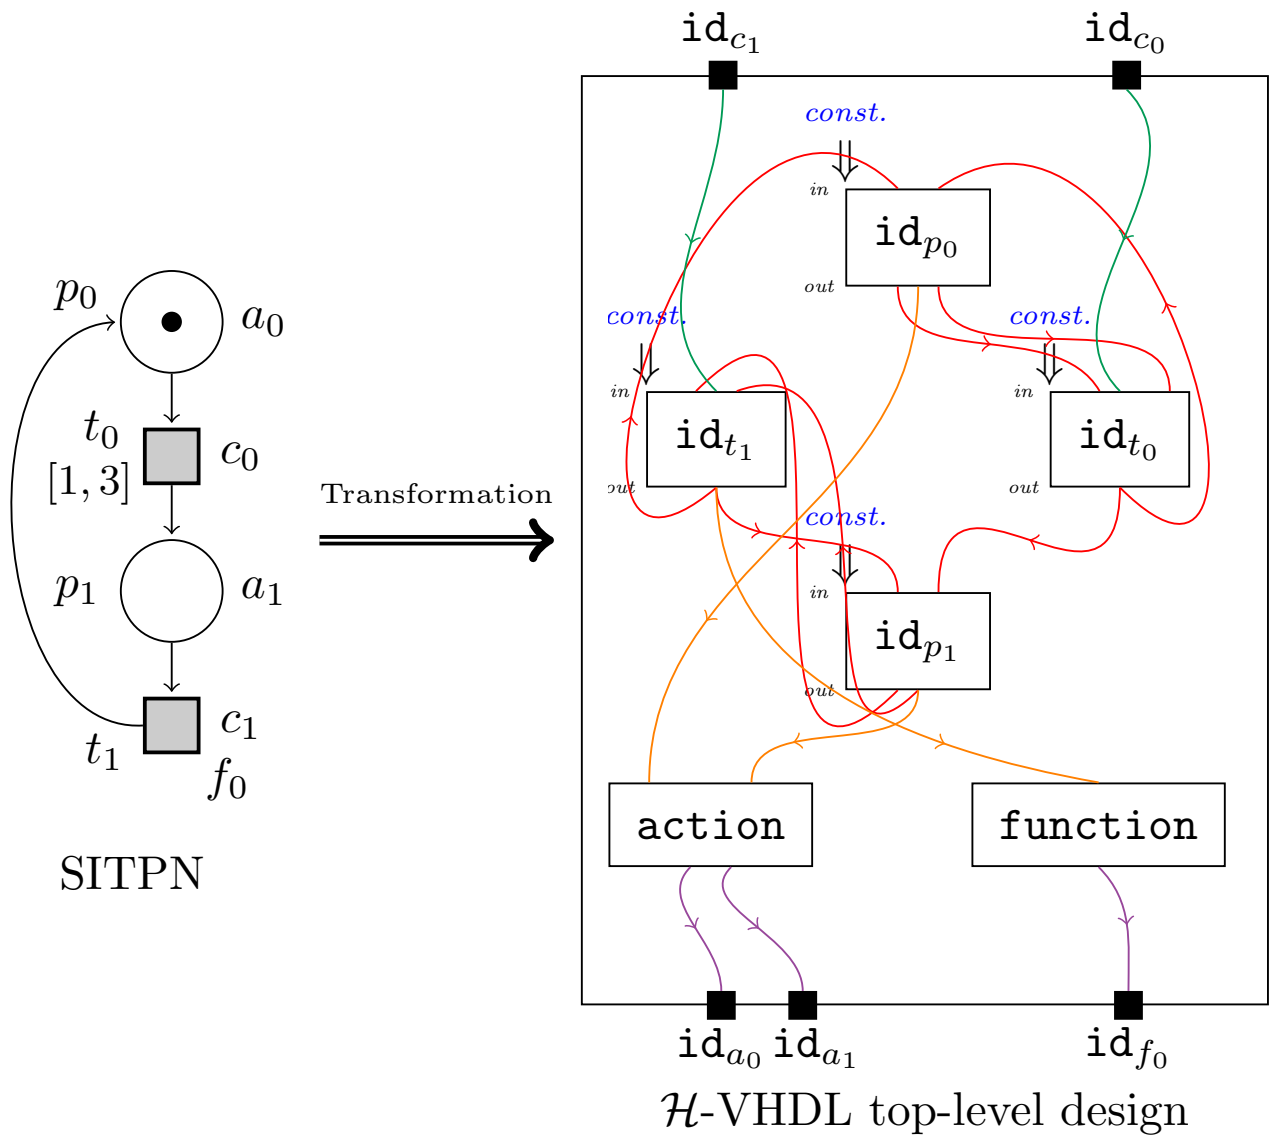 id_{c_1} id_{c_0}
const.
in
id_{p_0}
p_0 a_0
out
const. const.
in in
t_0 c_0
[1, 3]
id_{t_1} id_{t_0}
out out
Transformation
const.
p_1 a_1
in
id_{p_1}
out
c_1
t_1
f_0
action function
SITPN
id_{a_0} id_{a_1} id_{f_0}
ℋ-VHDL top-level design